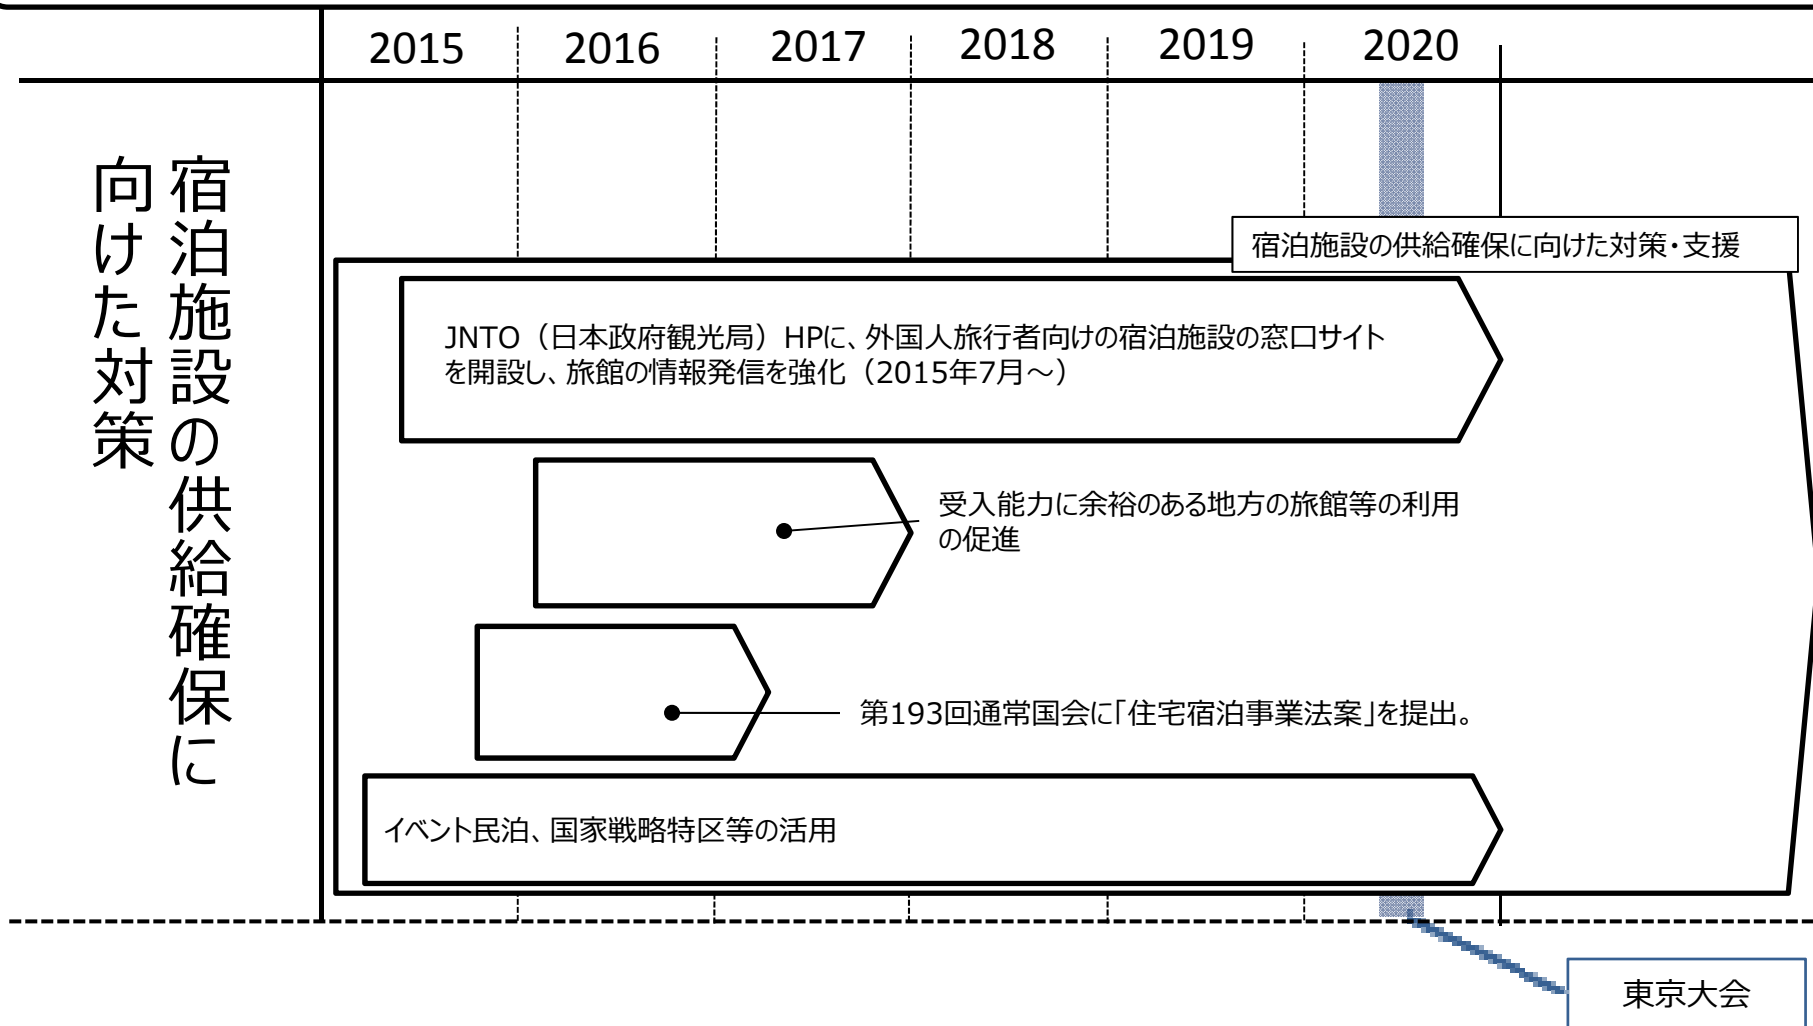 2015
2016
2017
2018
2019
2020
宿泊施設の供給確保に
向けた対策
宿泊施設の供給確保に向けた対策・支援
JNTO（日本政府観光局）HPに、外国人旅行者向けの宿泊施設の窓口サイト
を開設し、旅館の情報発信を強化（2015年7月～）
受入能力に余裕のある地方の旅館等の利用
の促進
第193回通常国会に「住宅宿泊事業法案」を提出。
イベント民泊、国家戦略特区等の活用
東京大会